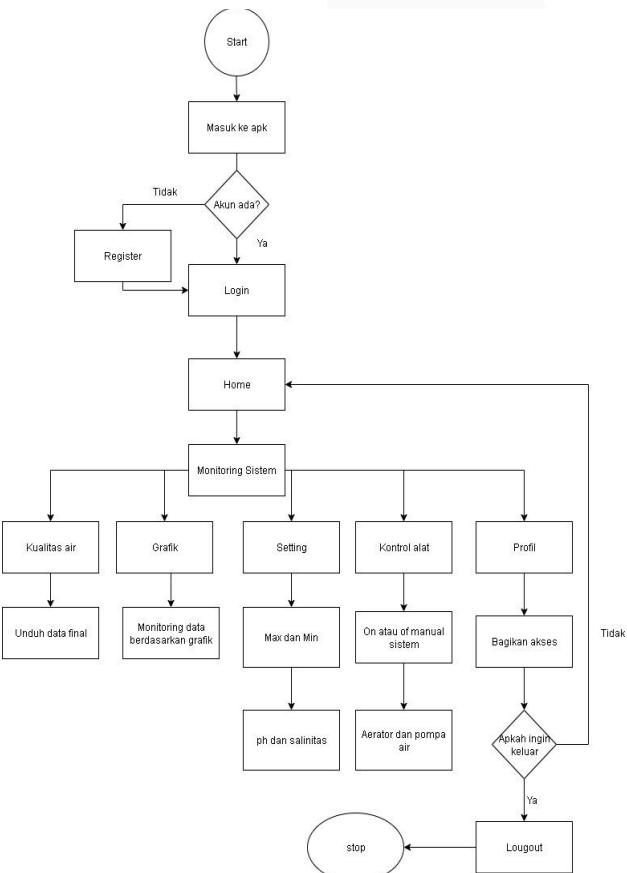 Start
Masuk ke apk
Tidak
Akun ada?
Ya
Register
Login
Home
Monitoring Sistem
Kualitas air
Grafik
Setting
Kontrol alat
Profil
Unduh data final
Monitoring data
berdasarkan grafik
Max dan Min
On atau of manual
sistem
Bagikan akses
Tidak
ph dan salinitas
Aerator dan pompa
air
Apkah ingin
keluar
Ya
stop
Lougout